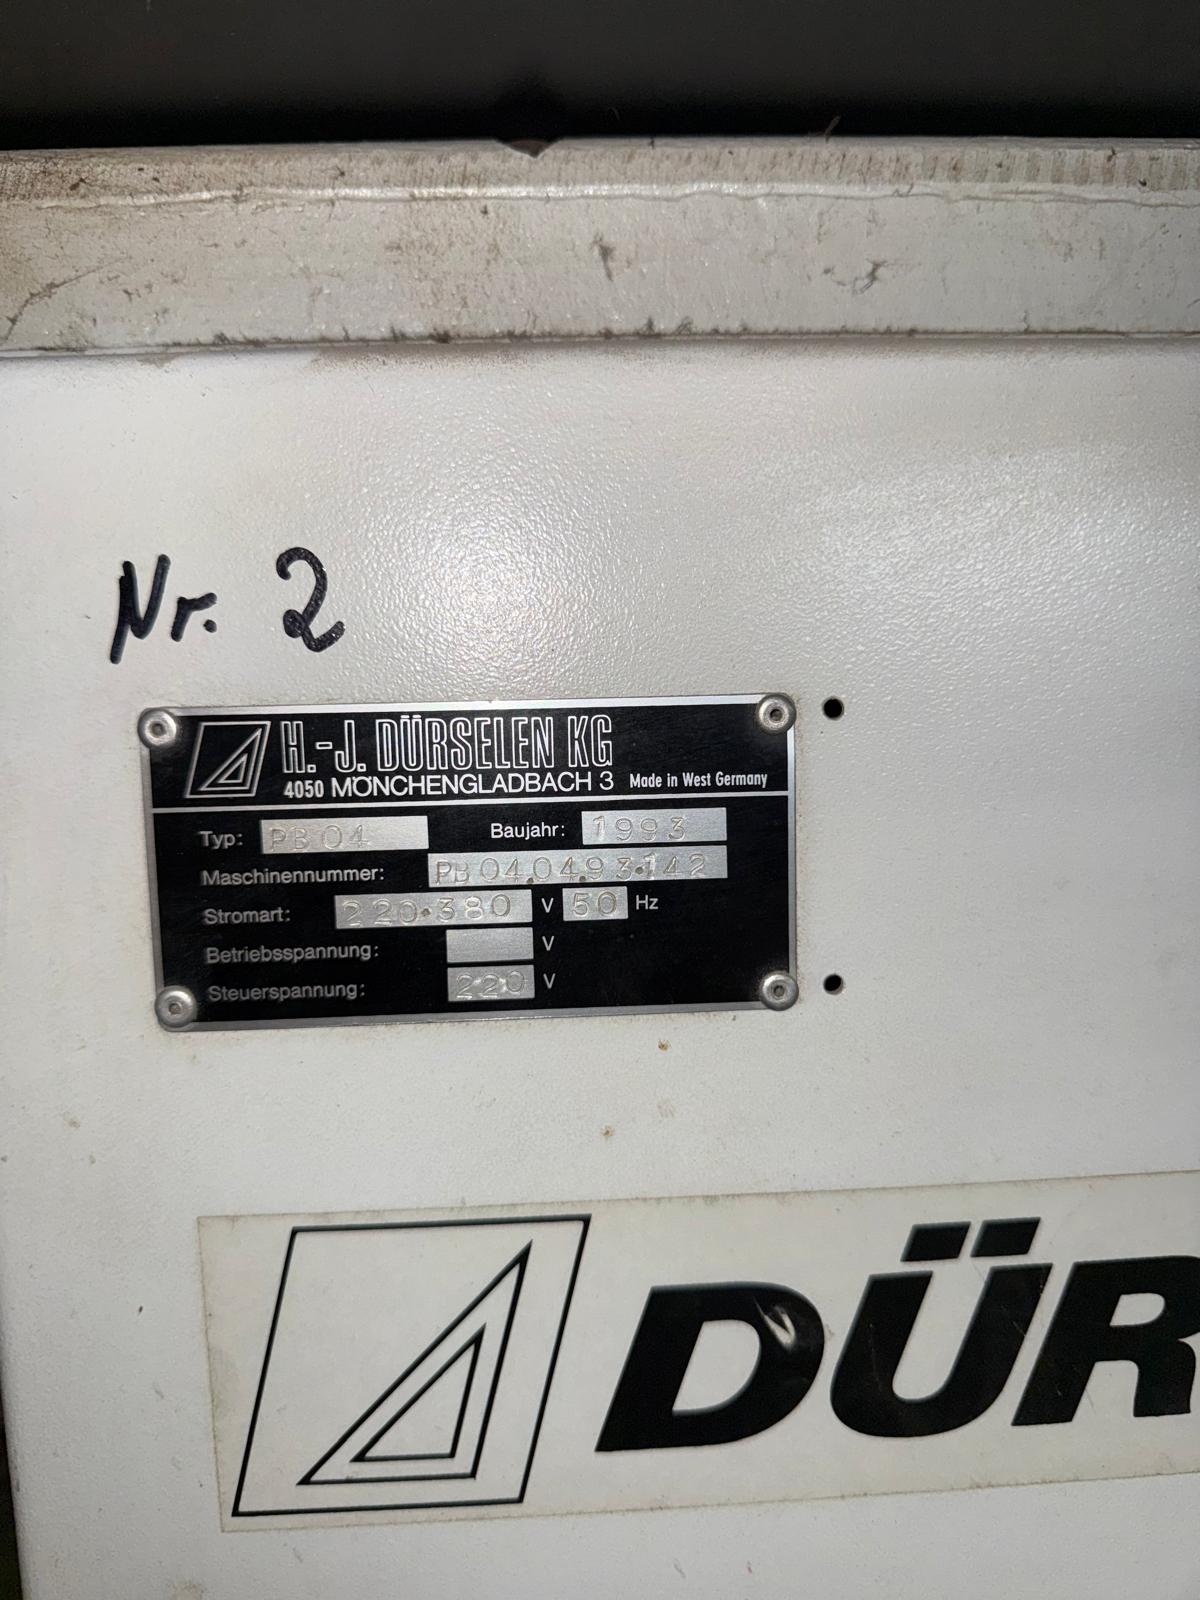 Nr. 2
H.-J. DÜRSELEN KG
4050 MÖNCHENGLADBACH 3 Made in West Germany
Typ: PB 04 Baujahr: 1993
Maschinennummer: PB 04.04.93.142
Stromart: 220.380 V 50 Hz
Betriebsspannung: V
Steuerspannung: 220 V
DÜR